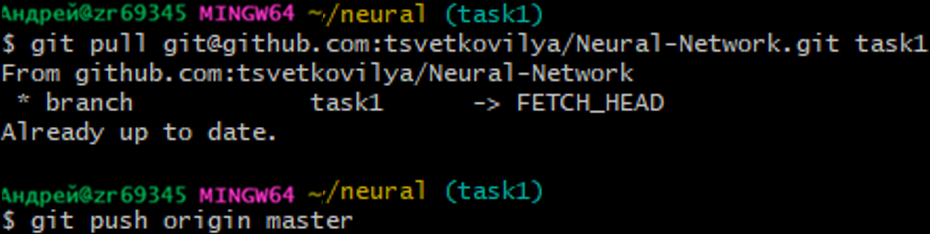 Андрей@zr69345 MINGW64 ~/neural (task1)
$ git pull git@github.com:tsvetkovilya/Neural-Network.git task1
From github.com:tsvetkovilya/Neural-Network
 * branch            task1      -> FETCH_HEAD
Already up to date.
Андрей@zr69345 MINGW64 ~/neural (task1)
$ git push origin master